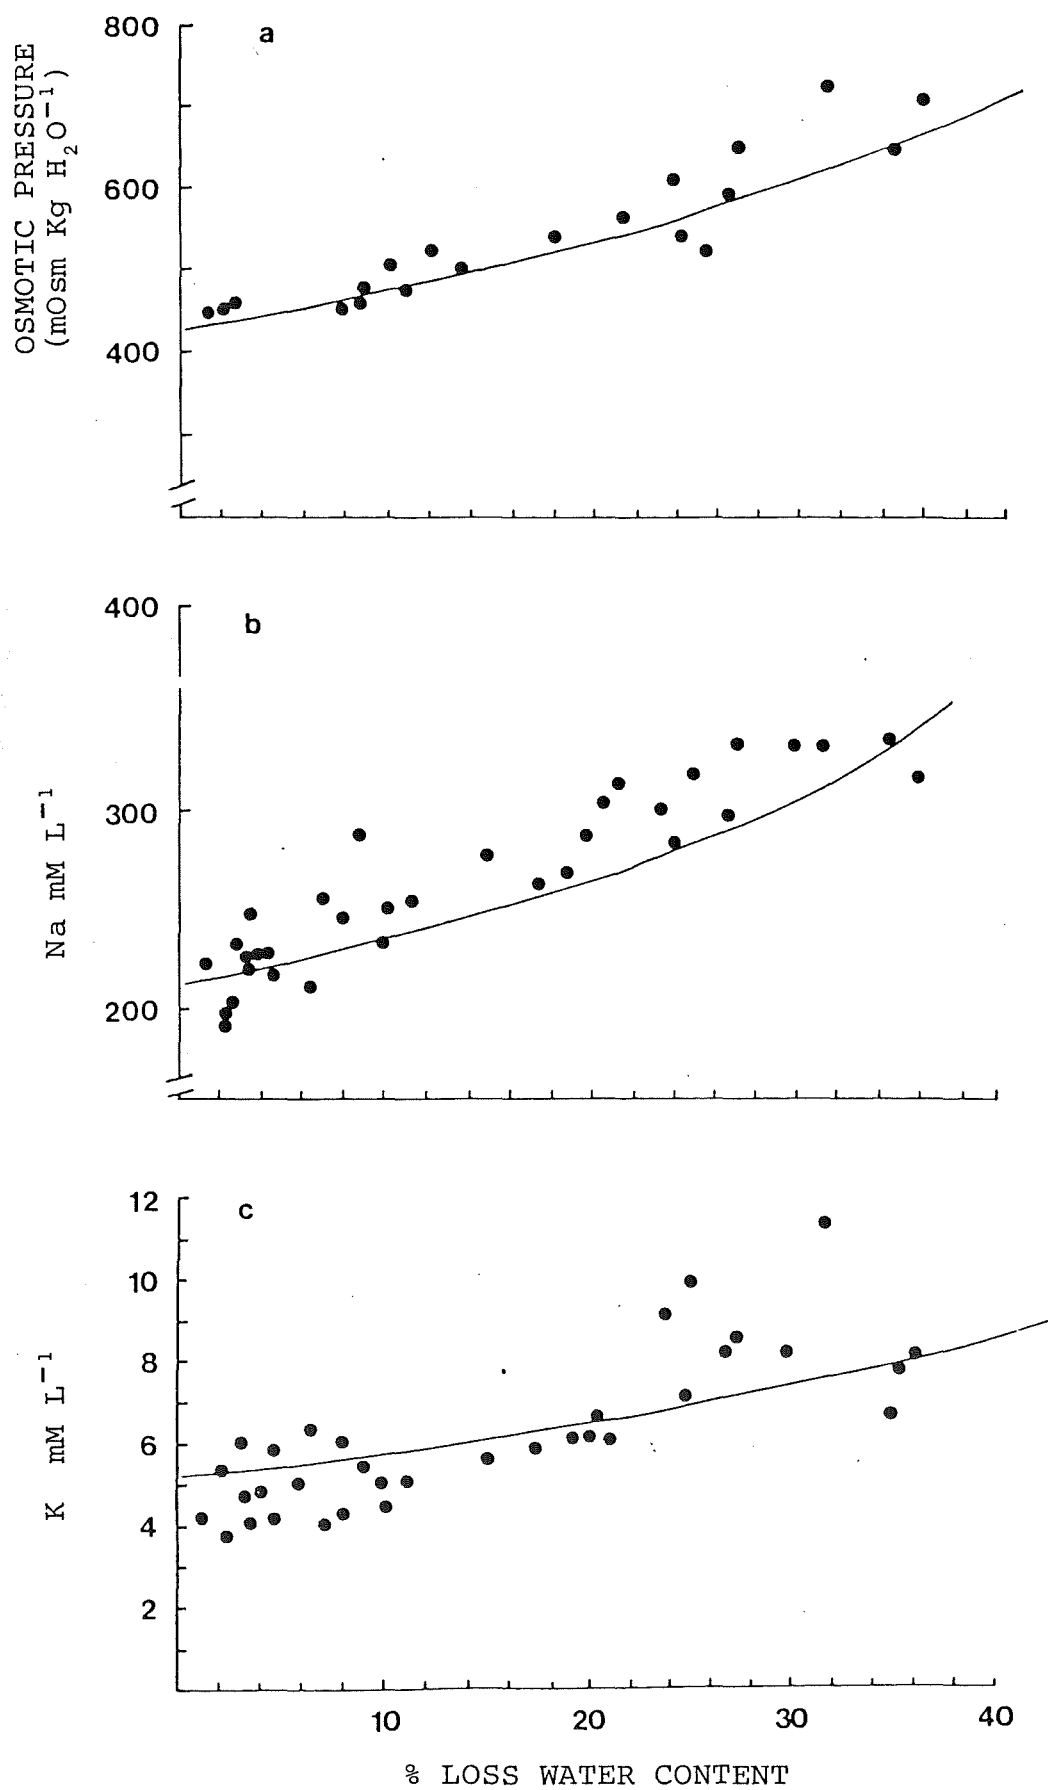 a
OSMOTIC PRESSURE
(mOsm Kg H₂O⁻¹)
800
600
400
b
Na mM L⁻¹
400
300
200
c
K mM L⁻¹
12
10
8
6
4
2
10 20 30 40
% LOSS WATER CONTENT